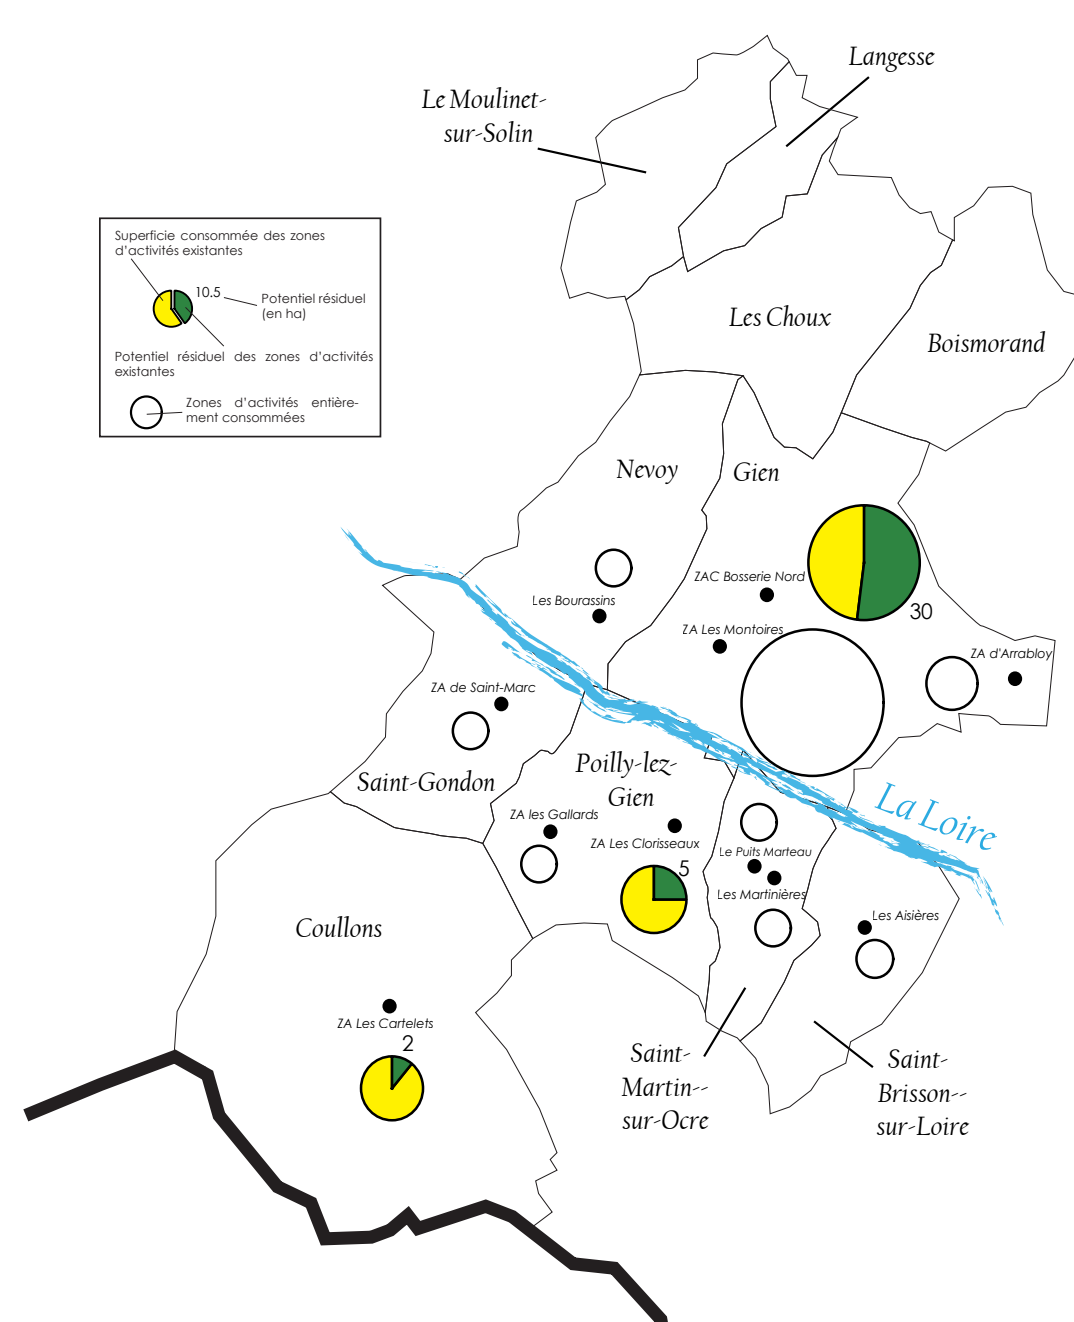 Langesse
Le Moulinet-
sur-Solin
Superficie consommée des zones
d'activités existantes
10.5
Potentiel résiduel
(en ha)
Potentiel résiduel des zones d'activités
existantes
Zones d'activités entière-
ment consommées
Les Choux
Boismorand
Nevoy
Gien
ZAC Bosserie Nord
Les Bourassins
30
ZA Les Montoires
ZA d'Arrabloy
ZA de Saint-Marc
Saint-Gondon
Poilly-lez-
Gien
La Loire
ZA les Gallards
ZA Les Clorisseaux
5
Le Puits Marteau
Les Martinières
Les Aisières
Coullons
ZA Les Cartelets
2
Saint-
Martin--
sur-Ocre
Saint-
Brisson--
sur-Loire